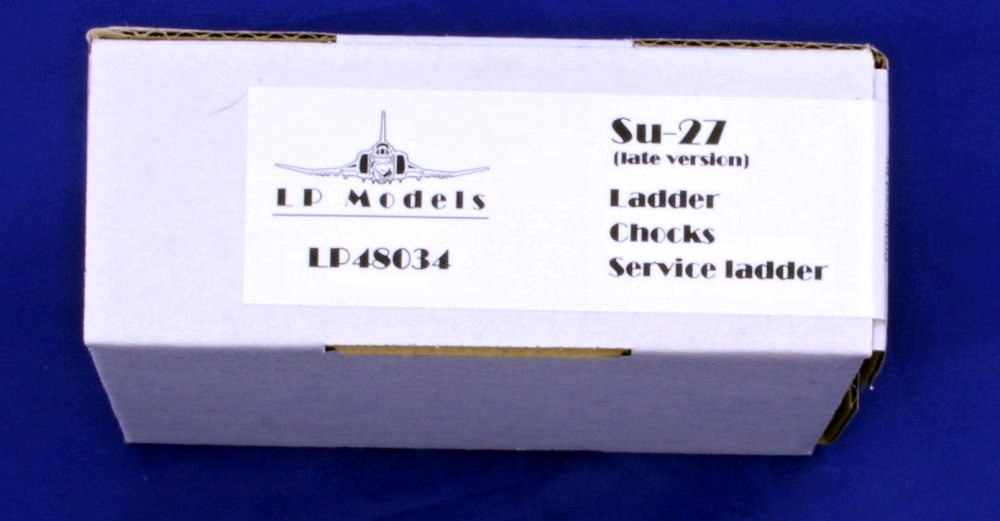 LP Models
LP48034
Su-27
(late version)
Ladder
Chocks
Service ladder